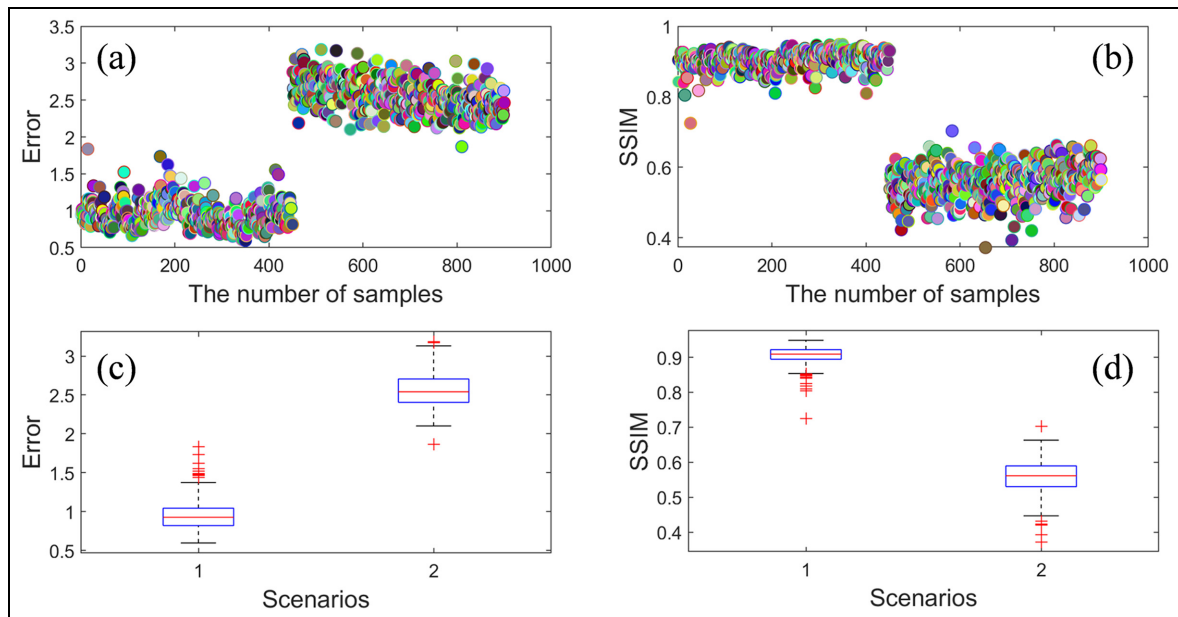 3.5
3
2.5
2
1.5
1
0.5
Error
(a)
0 200 400 600 800 1000
The number of samples
1
0.8
0.6
0.4
SSIM
(b)
0 200 400 600 800 1000
The number of samples
3
2.5
2
1.5
1
0.5
Error
(c)
1 2
Scenarios
0.9
0.8
0.7
0.6
0.5
0.4
SSIM
(d)
1 2
Scenarios